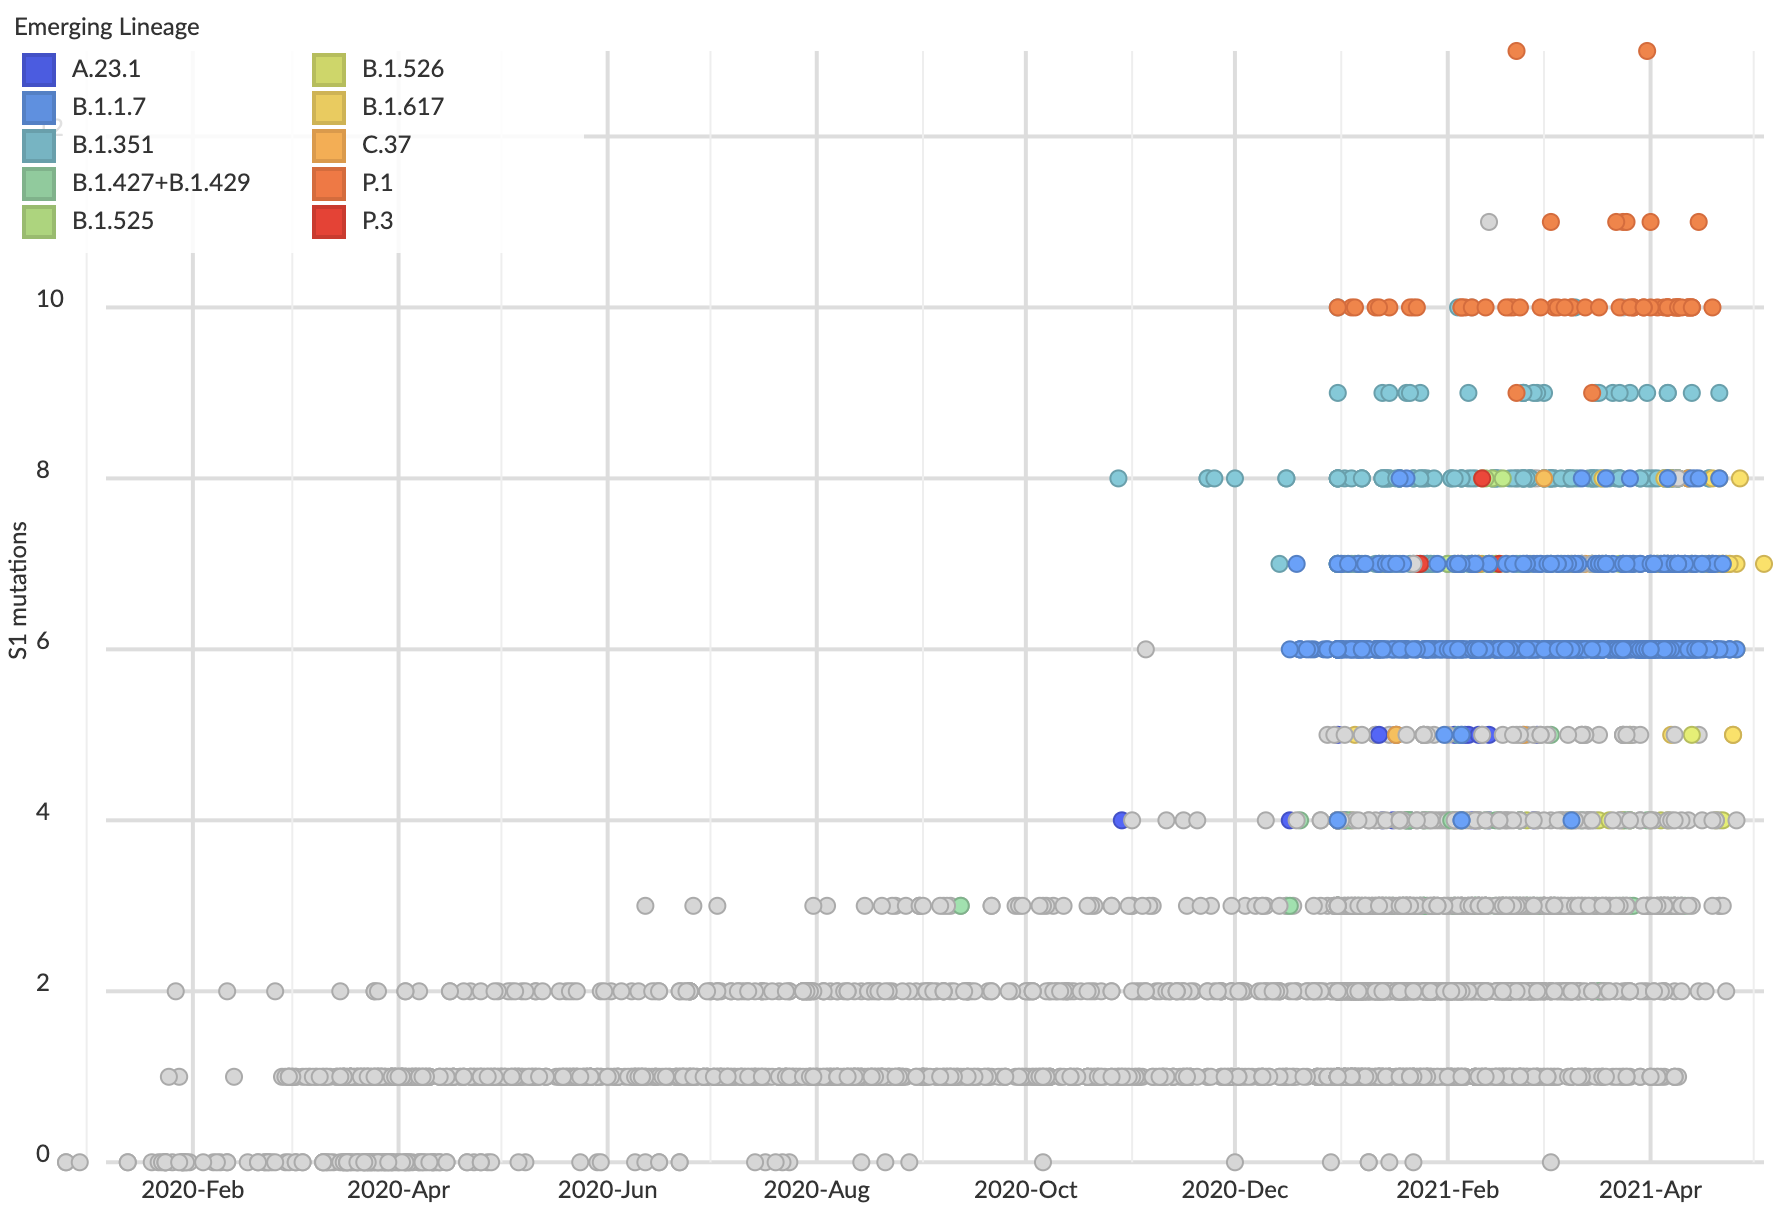 Emerging Lineage
A.23.1
B.1.1.7
B.1.351
B.1.427+B.1.429
B.1.525
B.1.526
B.1.617
C.37
P.1
P.3
S1 mutations
10
8
6
4
2
0
2020-Feb 2020-Apr 2020-Jun 2020-Aug 2020-Oct 2020-Dec 2021-Feb 2021-Apr